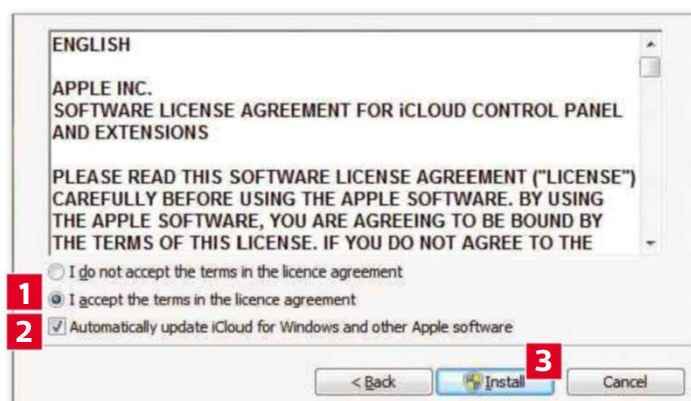 ENGLISH
APPLE INC.
SOFTWARE LICENSE AGREEMENT FOR iCLOUD CONTROL PANEL
AND EXTENSIONS
PLEASE READ THIS SOFTWARE LICENSE AGREEMENT ("LICENSE")
CAREFULLY BEFORE USING THE APPLE SOFTWARE. BY USING
THE APPLE SOFTWARE, YOU ARE AGREEING TO BE BOUND BY
THE TERMS OF THIS LICENSE. IF YOU DO NOT AGREE TO THE
I do not accept the terms in the licence agreement
1 I accept the terms in the licence agreement
2 Automatically update iCloud for Windows and other Apple software
3
< Back Install Cancel